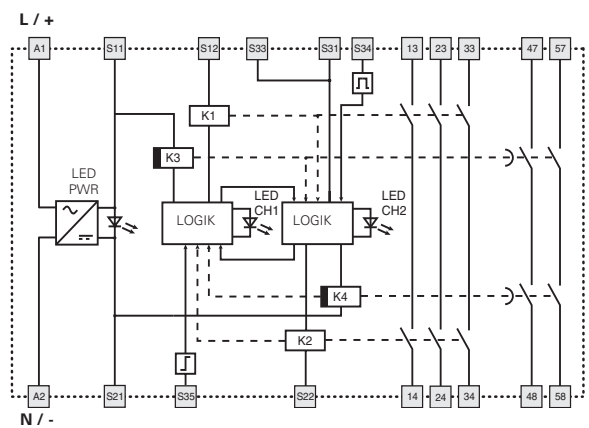 L / +
A1 S11 S12 S33 S31 S34 13 23 33 47 57
K1
K3
LED
PWR
LED
CH1
LED
CH2
LOGIK LOGIK
K4
K2
A2 S21 S35 S22 14 24 34 48 58
N / -